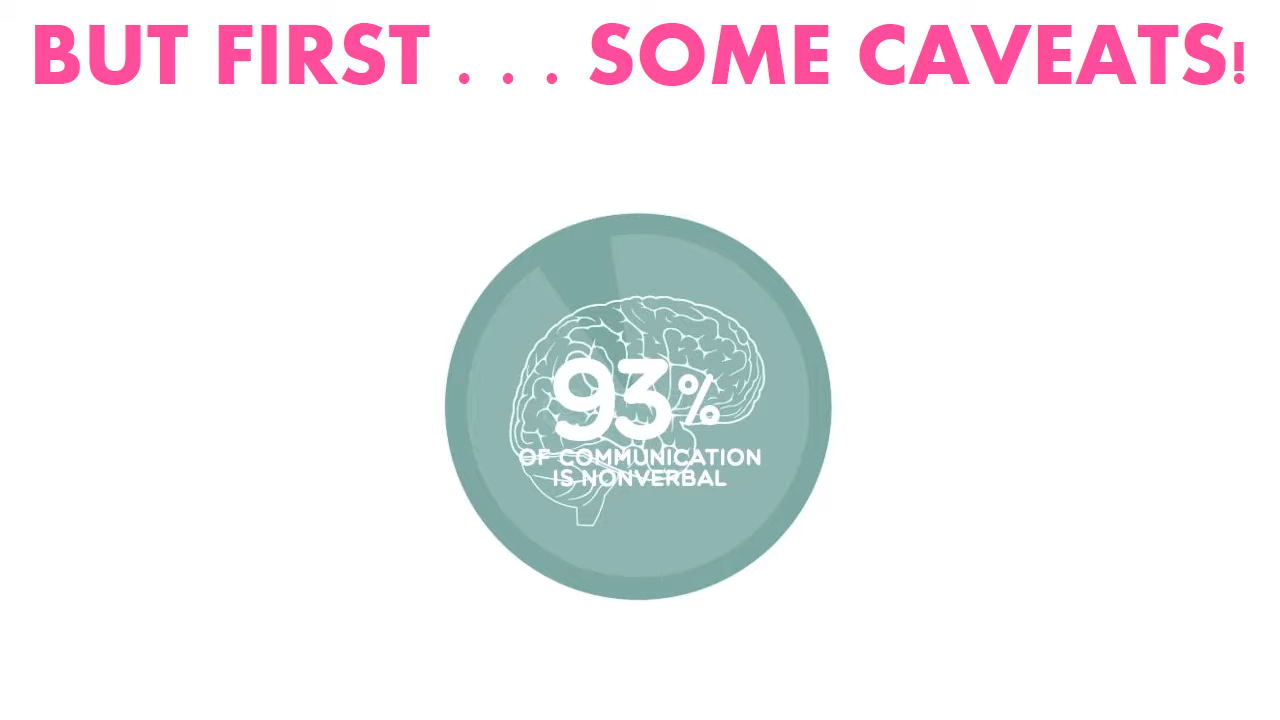 BUT FIRST . . . SOME CAVEATS!
93%
OF COMMUNICATION
IS NONVERBAL